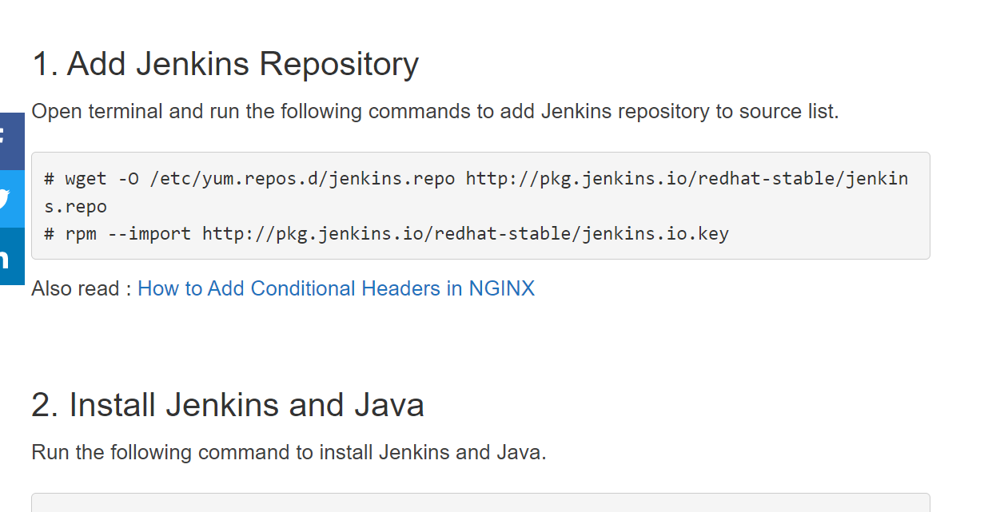 1. Add Jenkins Repository
Open terminal and run the following commands to add Jenkins repository to source list.
# wget -O /etc/yum.repos.d/jenkins.repo http://pkg.jenkins.io/redhat-stable/jenkin
s.repo
# rpm --import http://pkg.jenkins.io/redhat-stable/jenkins.io.key
Also read : How to Add Conditional Headers in NGINX
2. Install Jenkins and Java
Run the following command to install Jenkins and Java.